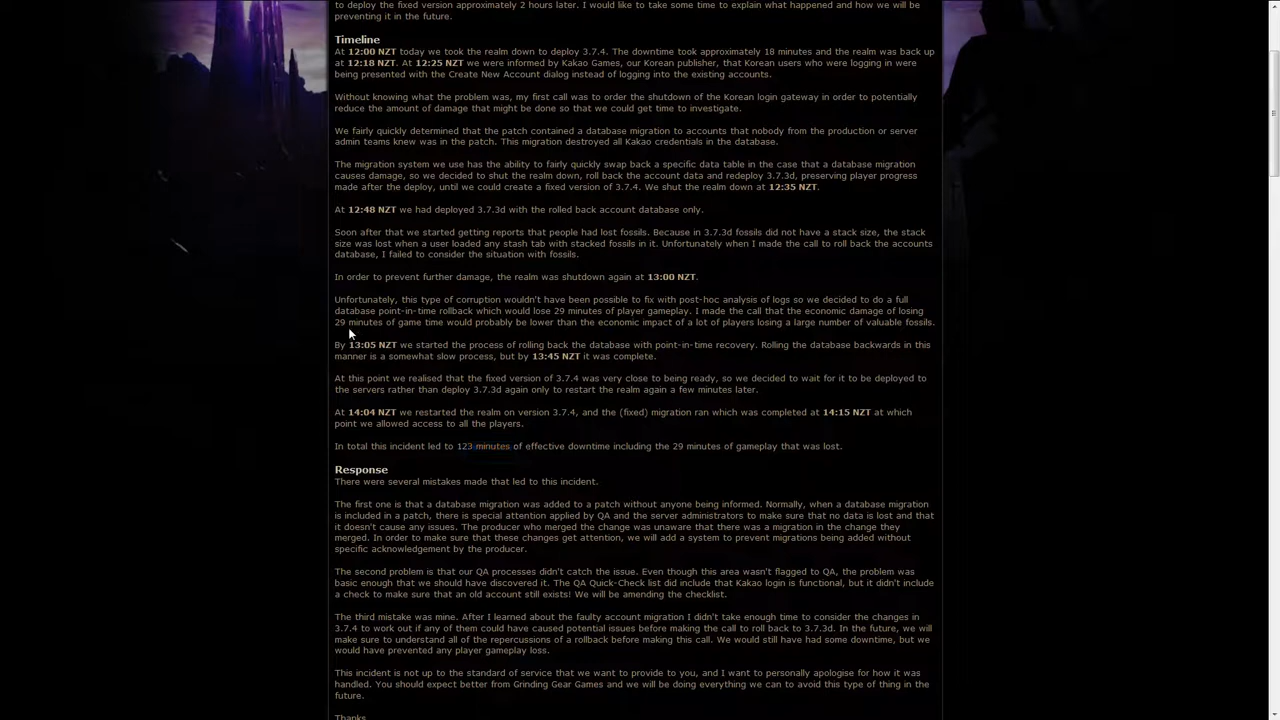 to deploy the fixed version approximately 2 hours later. I would like to take some time to explain what happened and how we will be
preventing it in the future.
Timeline
At 12:00 NZT today we took the realm down to deploy 3.7.4. The downtime took approximately 18 minutes and the realm was back up
at 12:18 NZT. At 12:25 NZT we were informed by Kakao Games, our Korean publisher, that Korean users who were logging in were
being presented with the Create New Account dialog instead of logging into the existing accounts.
Without knowing what the problem was, my first call was to order the shutdown of the Korean login gateway in order to potentially
reduce the amount of damage that might be done so that we could get time to investigate.
We fairly quickly determined that the patch contained a database migration to accounts that nobody from the production or server
admin teams knew was in the patch. This migration destroyed all Kakao credentials in the database.
The migration system we use has the ability to fairly quickly swap back a specific data table in the case that a database migration
causes damage, so we decided to shut the realm down, roll back the account data and redeploy 3.7.3d, preserving player progress
made after the deploy, until we could create a fixed version of 3.7.4. We shut the realm down at 12:35 NZT.
At 12:48 NZT we had deployed 3.7.3d with the rolled back account database only.
Soon after that we started getting reports that people had lost fossils. Because in 3.7.3d fossils did not have a stack size, the stack
size was lost when a user loaded any stash tab with stacked fossils in it. Unfortunately when I made the call to roll back the accounts
database, I failed to consider the situation with fossils.
In order to prevent further damage, the realm was shutdown again at 13:00 NZT.
Unfortunately, this type of corruption wouldn't have been possible to fix with post-hoc analysis of logs so we decided to do a full
database point-in-time rollback which would lose 29 minutes of player gameplay. I made the call that the economic damage of losing
29 minutes of game time would probably be lower than the economic impact of a lot of players losing a large number of valuable fossils.
By 13:05 NZT we started the process of rolling back the database with point-in-time recovery. Rolling the database backwards in this
manner is a somewhat slow process, but by 13:45 NZT it was complete.
At this point we realised that the fixed version of 3.7.4 was very close to being ready, so we decided to wait for it to be deployed to
the servers rather than deploy 3.7.3d again only to restart the realm again a few minutes later.
At 14:04 NZT we restarted the realm on version 3.7.4, and the (fixed) migration ran which was completed at 14:15 NZT at which
point we allowed access to all the players.
In total this incident led to 123 minutes of effective downtime including the 29 minutes of gameplay that was lost.
Response
There were several mistakes made that led to this incident.
The first one is that a database migration was added to a patch without anyone being informed. Normally, when a database migration
is included in a patch, there is special attention applied by QA and the server administrators to make sure that no data is lost and that
it doesn't cause any issues. The producer who merged the change was unaware that there was a migration in the change they
merged. In order to make sure that these changes get attention, we will add a system to prevent migrations being added without
specific acknowledgement by the producer.
The second problem is that our QA processes didn't catch the issue. Even though this area wasn't flagged to QA, the problem was
basic enough that we should have discovered it. The QA Quick-Check list did include that Kakao login is functional, but it didn't include
a check to make sure that an old account still exists! We will be amending the checklist.
The third mistake was mine. After I learned about the faulty account migration I didn't take enough time to consider the changes in
3.7.4 to work out if any of them could have caused potential issues before making the call to roll back to 3.7.3d. In the future, we will
make sure to understand all of the repercussions of a rollback before making this call. We would still have had some downtime, but we
would have prevented any player gameplay loss.
This incident is not up to the standard of service that we want to provide to you, and I want to personally apologise for how it was
handled. You should expect better from Grinding Gear Games and we will be doing everything we can to avoid this type of thing in the
future.
Thanks